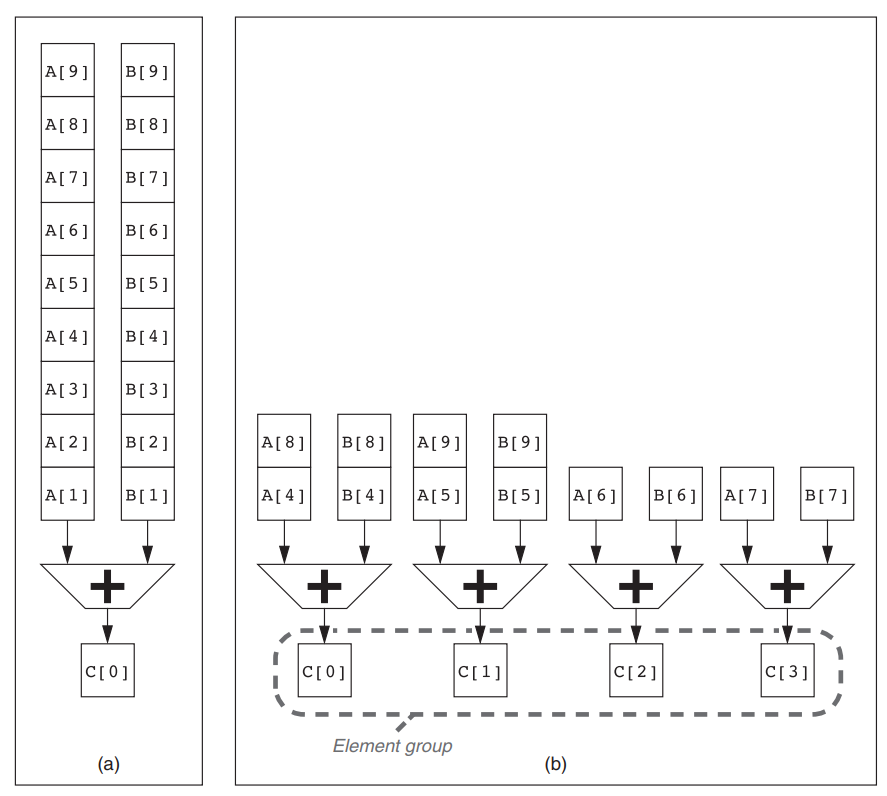 A[9] B[9]
A[8] B[8]
A[7] B[7]
A[6] B[6]
A[5] B[5]
A[4] B[4]
A[3] B[3]
A[2] B[2]
A[1] B[1]
+
C[0]
(a)
A[8] B[8] A[9] B[9]
A[4] B[4] A[5] B[5] A[6] B[6] A[7] B[7]
+ + + +
C[0] C[1] C[2] C[3]
Element group
(b)